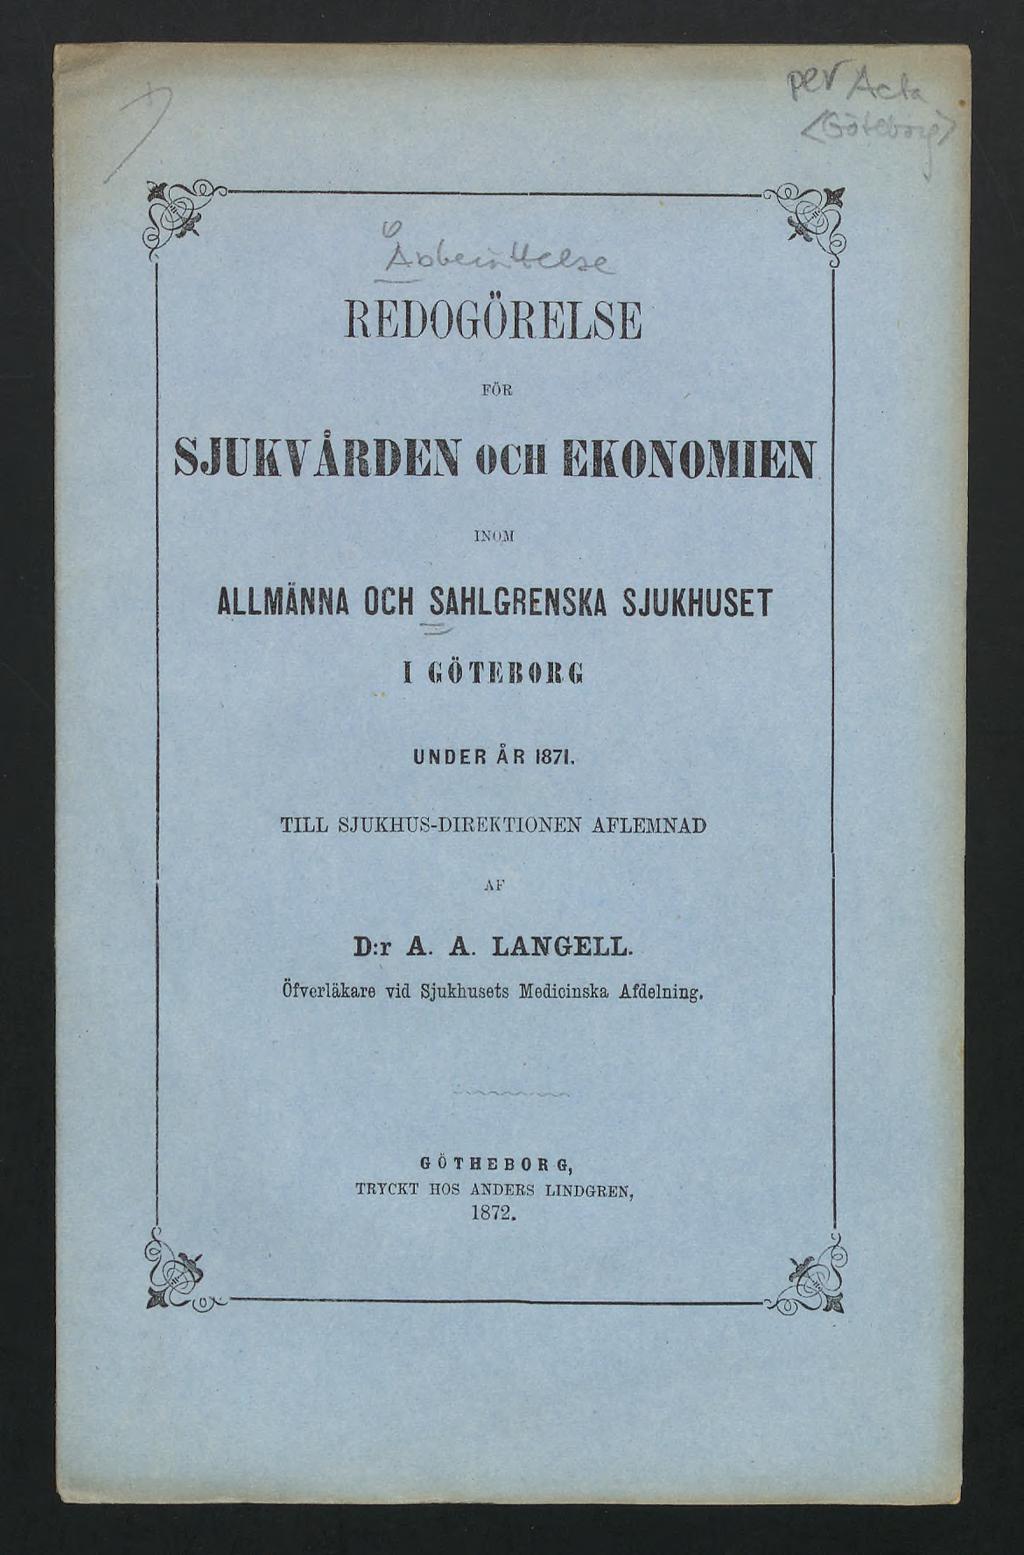 per Acta
<Göteborg>
Årsberättelse
REDOGÖRELSE
FÖR
SJUKVÅRDEN OCH EKONOMIEN
INOM
ALLMÄNNA OCH SAHLGRENSKA SJUKHUSET
I GÖTEBORG
UNDER ÅR 1871.
TILL SJUKHUS-DIREKTIONEN AFLEMNAD
AF
D:r A. A. LANGELL.
Öfverläkare vid Sjukhusets Medicinska Afdelning.
GÖTHEBORG,
TRYCKT HOS ANDERS LINDGREN,
1872.